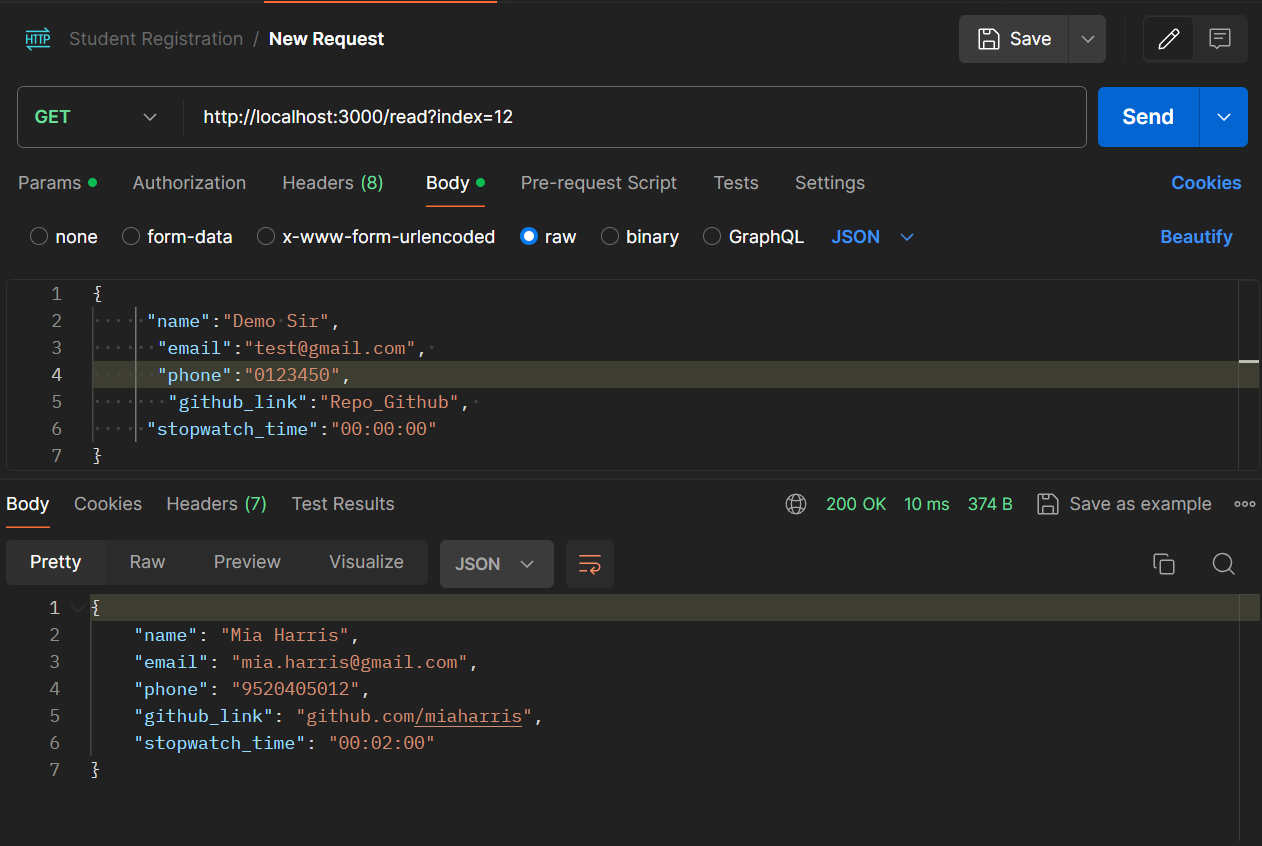 HTTP Student Registration / New Request Save
GET http://localhost:3000/read?index=12 Send
Params Authorization Headers (8) Body Pre-request Script Tests Settings Cookies
none form-data x-www-form-urlencoded raw binary GraphQL JSON Beautify
1 {
2 "name":"Demo Sir",
3 "email":"test@gmail.com",
4 "phone":"0123450",
5 "github_link":"Repo_Github",
6 "stopwatch_time":"00:00:00"
7 }
Body Cookies Headers (7) Test Results 200 OK 10 ms 374 B Save as example
Pretty Raw Preview Visualize JSON
1 {
2 "name": "Mia Harris",
3 "email": "mia.harris@gmail.com",
4 "phone": "9520405012",
5 "github_link": "github.com/miaharris",
6 "stopwatch_time": "00:02:00"
7 }